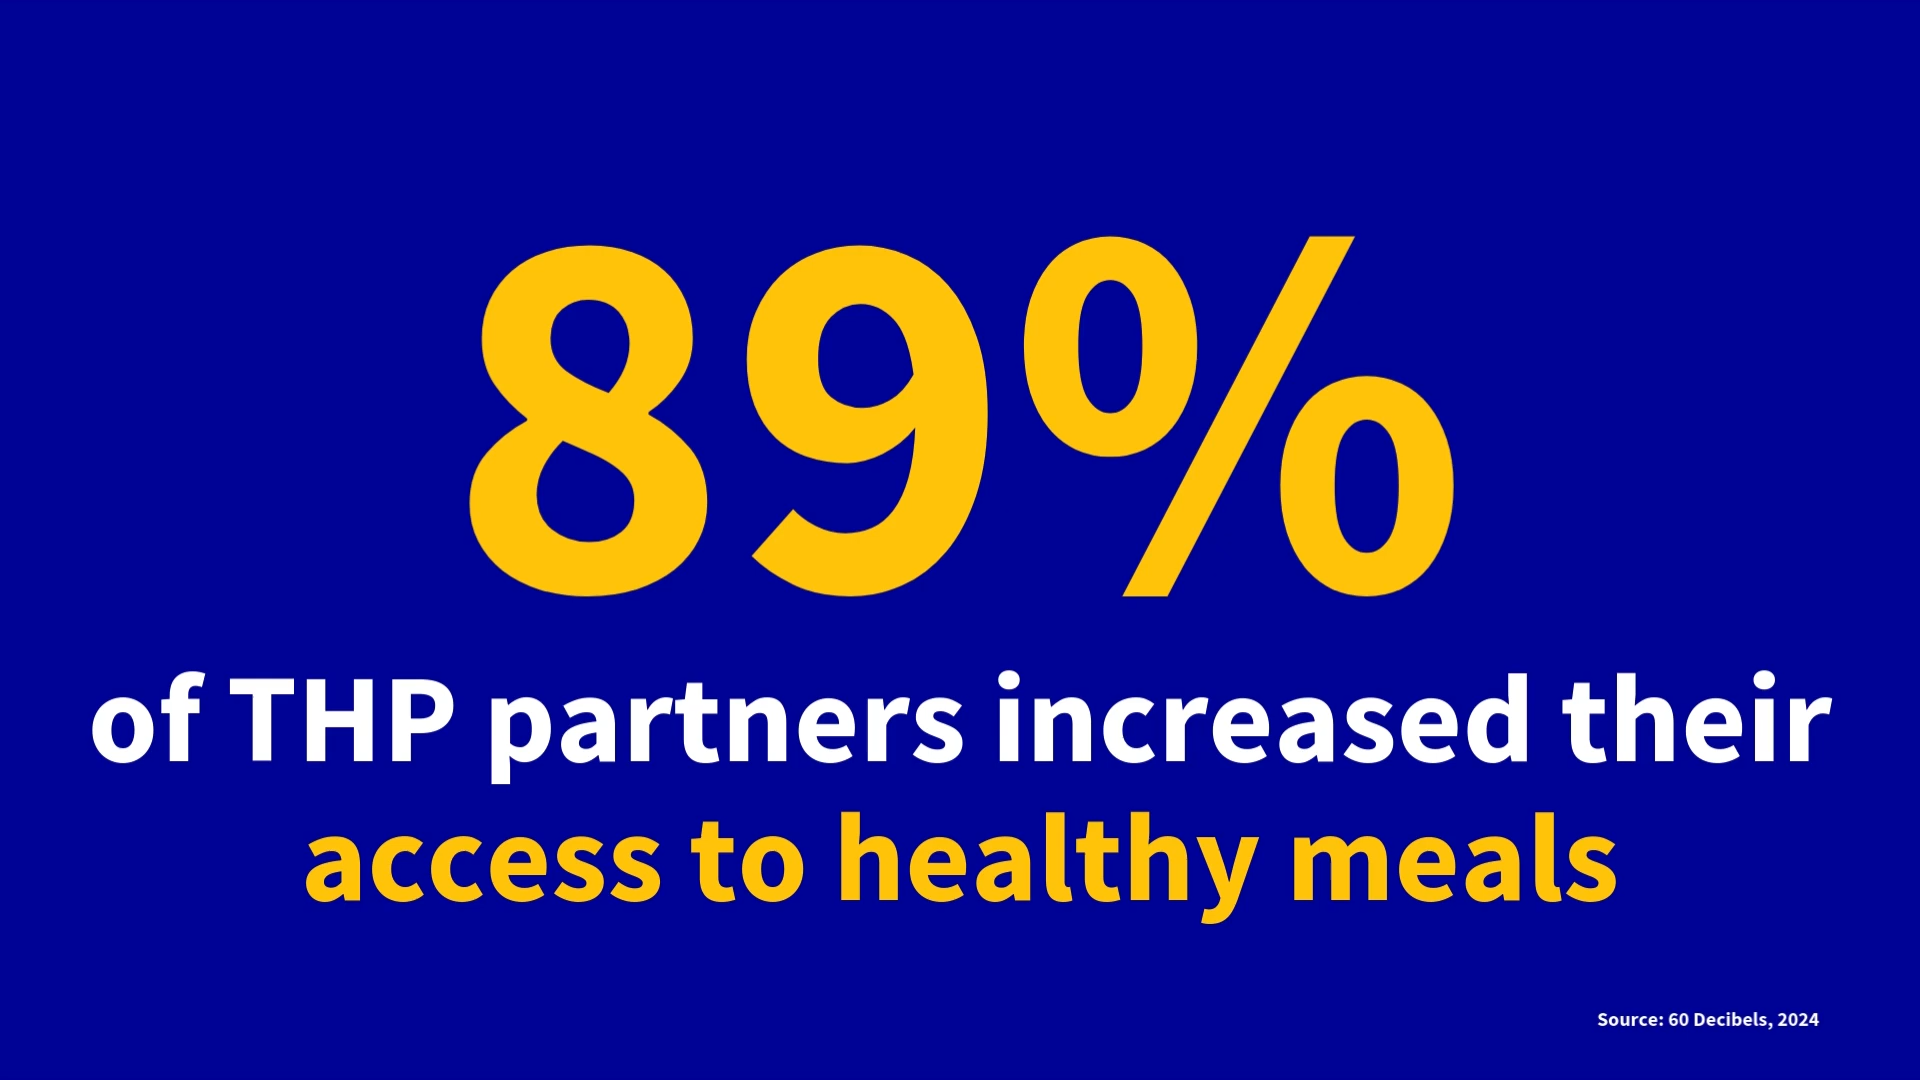 89%
of THP partners increased their
access to healthy meals
Source: 60 Decibels, 2024